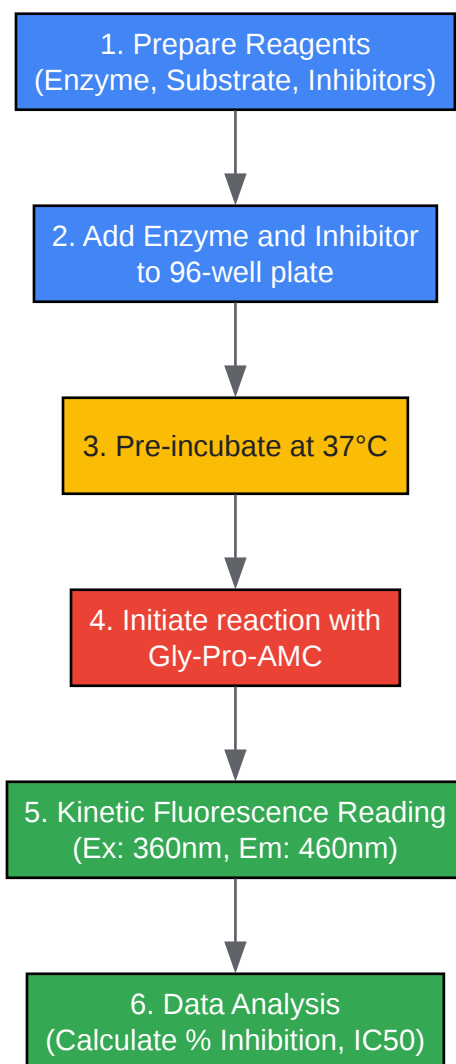 1. Prepare Reagents
(Enzyme, Substrate, Inhibitors)
2. Add Enzyme and Inhibitor
to 96-well plate
3. Pre-incubate at 37°C
4. Initiate reaction with
Gly-Pro-AMC
5. Kinetic Fluorescence Reading
(Ex: 360nm, Em: 460nm)
6. Data Analysis
(Calculate % Inhibition, IC50)